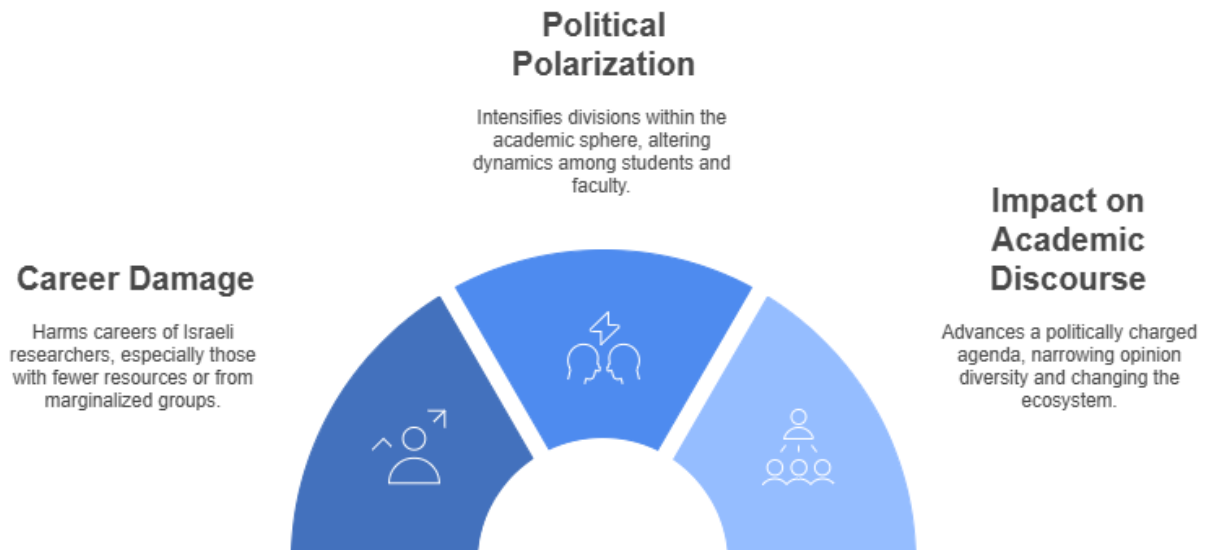 Political
Polarization
Intensifies divisions within the
academic sphere, altering
dynamics among students and
faculty.
Career Damage
Harms careers of Israeli
researchers, especially those
with fewer resources or from
marginalized groups.
Impact on
Academic
Discourse
Advances a politically charged
agenda, narrowing opinion
diversity and changing the
ecosystem.